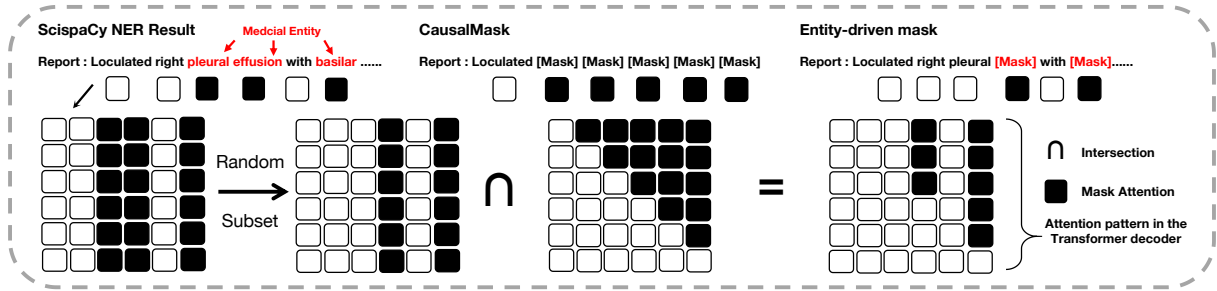 ScispaCy NER Result
Medcial Entity
Report : Loculated right pleural effusion with basilar ......
Random
Subset
CausalMask
Report : Loculated [Mask] [Mask] [Mask] [Mask] [Mask]
∩
=
Entity-driven mask
Report : Loculated right pleural [Mask] with [Mask]......
∩ Intersection
Mask Attention
Attention pattern in the
Transformer decoder